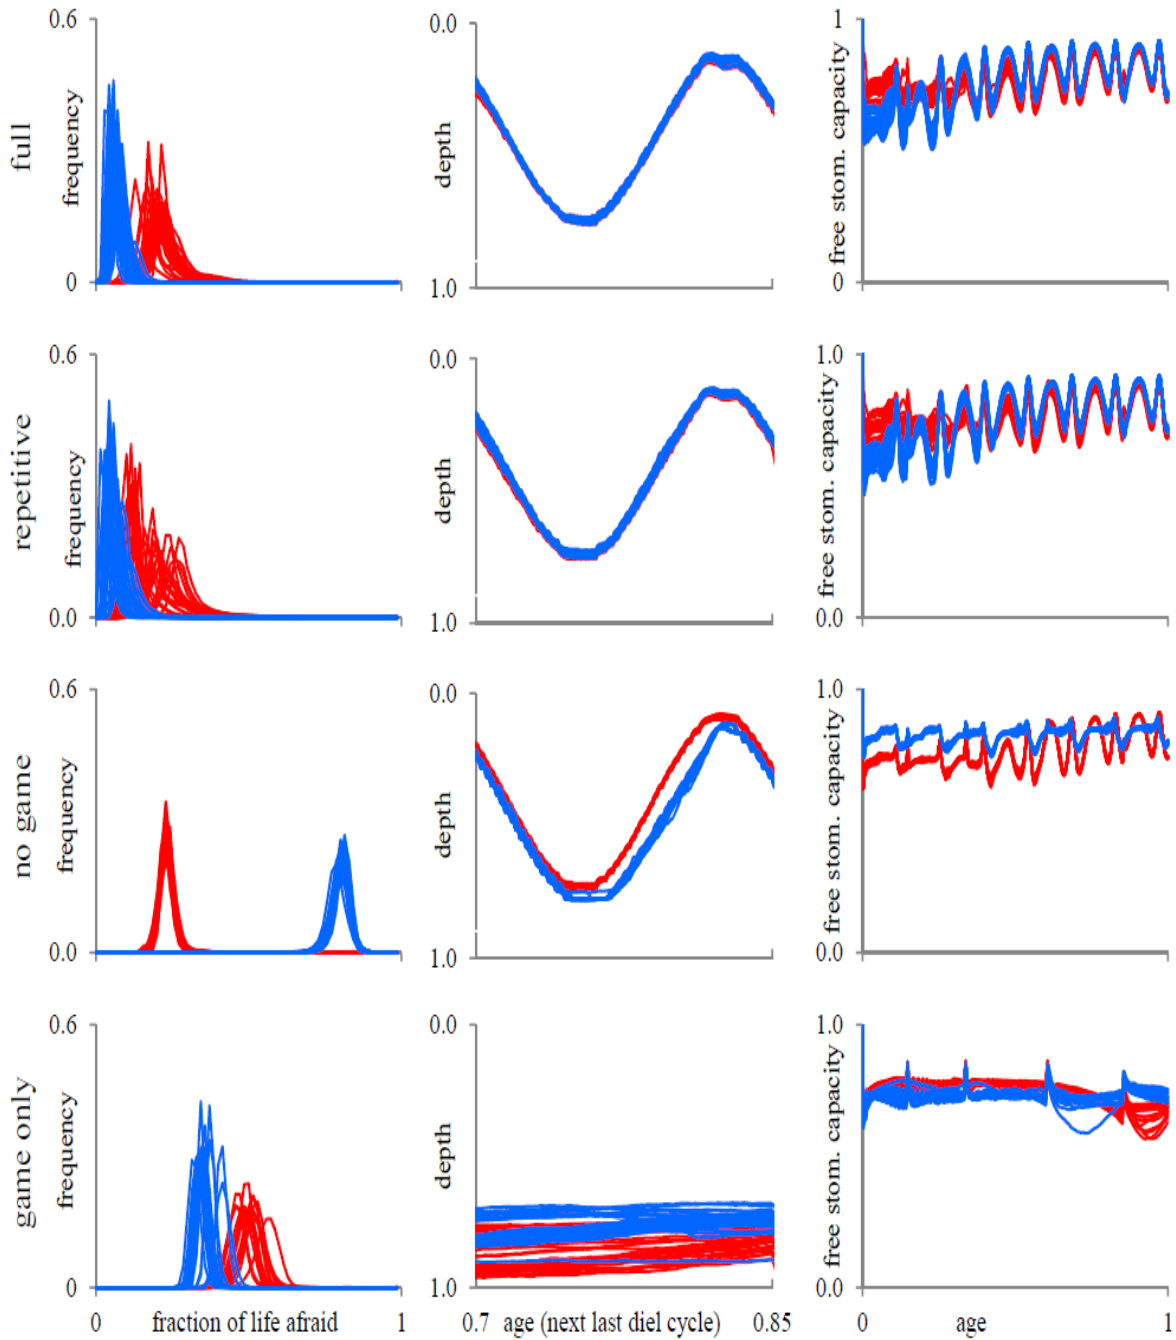 full
0.6
frequency
0
0.0
depth
1.0
1
free stom. capacity
0
repetitive
0.6
frequency
0.0
0.0
depth
1.0
1.0
free stom. capacity
0.0
no game
0.6
frequency
0.0
0.0
depth
1.0
1.0
free stom. capacity
0.0
game only
0.6
frequency
0
0 fraction of life afraid 1
0.0
depth
1.0
0.7 age (next last diel cycle) 0.85
1.0
free stom. capacity
0.0
0 age 1